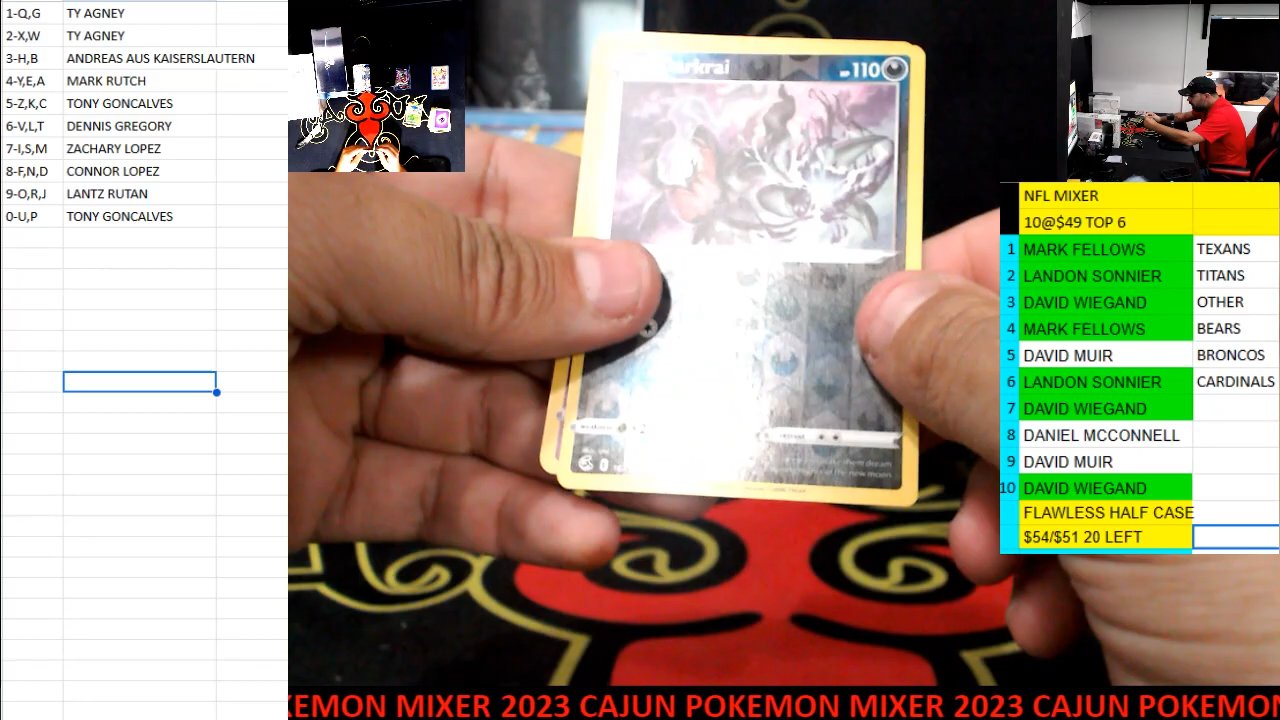 1-Q,G TY AGNEY
2-X,W TY AGNEY
3-H,B ANDREAS AUS KAISERSLAUTERN
4-Y,E,A MARK RUTCH
5-Z,K,C TONY GONCALVES
6-V,L,T DENNIS GREGORY
7-I,S,M ZACHARY LOPEZ
8-F,N,D CONNOR LOPEZ
9-O,R,J LANTZ RUTAN
0-U,P TONY GONCALVES
110
weakness
retreat
NFL MIXER
10@$49 TOP 6
1 MARK FELLOWS TEXANS
2 LANDON SONNIER TITANS
3 DAVID WIEGAND OTHER
4 MARK FELLOWS BEARS
5 DAVID MUIR BRONCOS
6 LANDON SONNIER CARDINALS
7 DAVID WIEGAND
8 DANIEL MCCONNELL
9 DAVID MUIR
10 DAVID WIEGAND
FLAWLESS HALF CASE
$54/$51 20 LEFT
KEMON MIXER 2023 CAJUN POKEMON MIXER 2023 CAJUN POKEMON